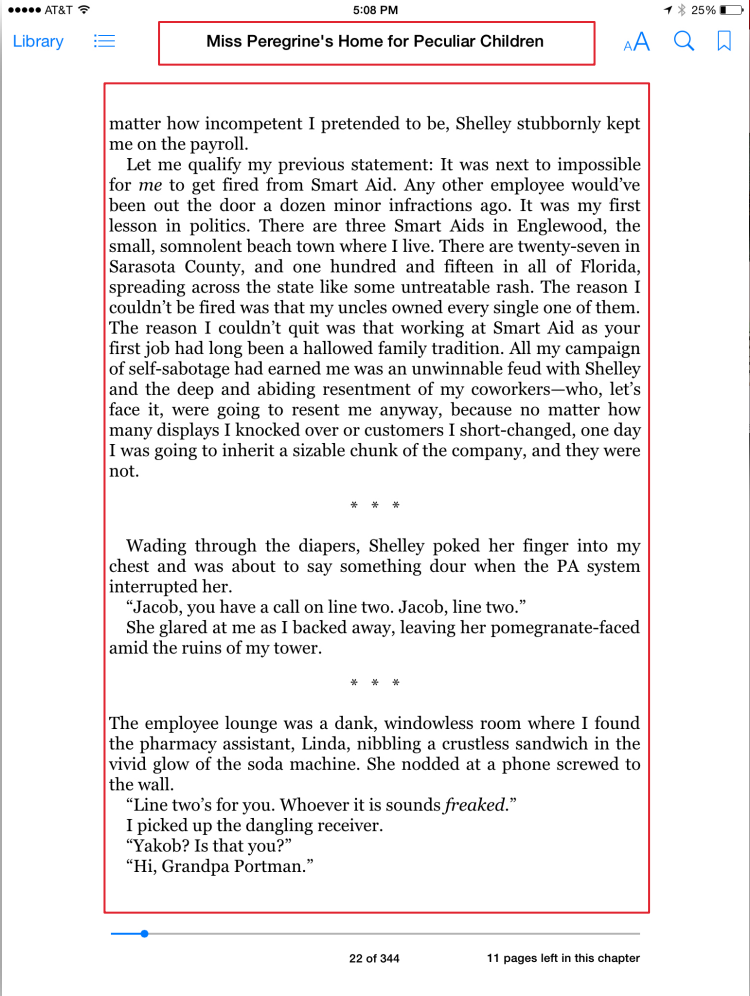 AT&T 5:08 PM 25%
Library Miss Peregrine's Home for Peculiar Children AA
matter how incompetent I pretended to be, Shelley stubbornly kept
me on the payroll.
Let me qualify my previous statement: It was next to impossible
for me to get fired from Smart Aid. Any other employee would’ve
been out the door a dozen minor infractions ago. It was my first
lesson in politics. There are three Smart Aids in Englewood, the
small, somnolent beach town where I live. There are twenty-seven in
Sarasota County, and one hundred and fifteen in all of Florida,
spreading across the state like some untreatable rash. The reason I
couldn’t be fired was that my uncles owned every single one of them.
The reason I couldn’t quit was that working at Smart Aid as your
first job had long been a hallowed family tradition. All my campaign
of self-sabotage had earned me was an unwinnable feud with Shelley
and the deep and abiding resentment of my coworkers—who, let’s
face it, were going to resent me anyway, because no matter how
many displays I knocked over or customers I short-changed, one day
I was going to inherit a sizable chunk of the company, and they were
not.
* * *
Wading through the diapers, Shelley poked her finger into my
chest and was about to say something dour when the PA system
interrupted her.
“Jacob, you have a call on line two. Jacob, line two.”
She glared at me as I backed away, leaving her pomegranate-faced
amid the ruins of my tower.
* * *
The employee lounge was a dank, windowless room where I found
the pharmacy assistant, Linda, nibbling a crustless sandwich in the
vivid glow of the soda machine. She nodded at a phone screwed to
the wall.
“Line two’s for you. Whoever it is sounds freaked.”
I picked up the dangling receiver.
“Yakob? Is that you?”
“Hi, Grandpa Portman.”
22 of 344 11 pages left in this chapter